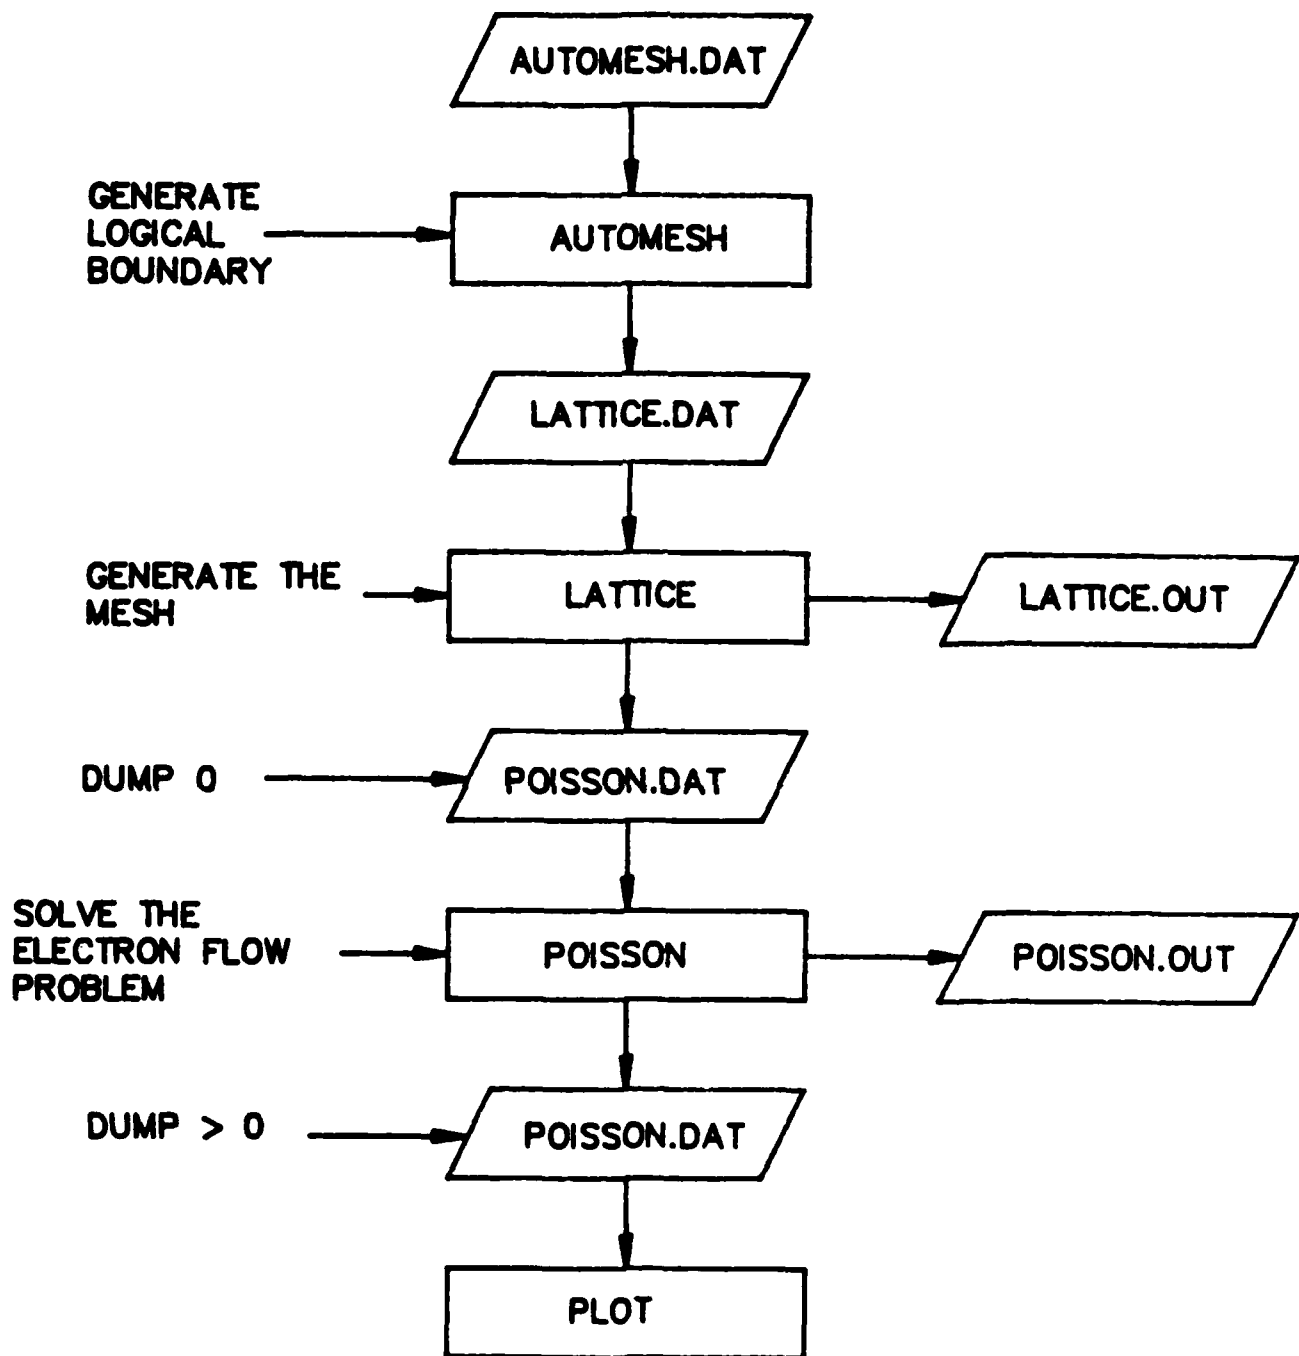 AUTOMESH.DAT
GENERATE
LOGICAL
BOUNDARY
AUTOMESH
LATTICE.DAT
GENERATE THE
MESH
LATTICE
LATTICE.OUT
DUMP 0
POISSON.DAT
SOLVE THE
ELECTRON FLOW
PROBLEM
POISSON
POISSON.OUT
DUMP > 0
POISSON.DAT
PLOT